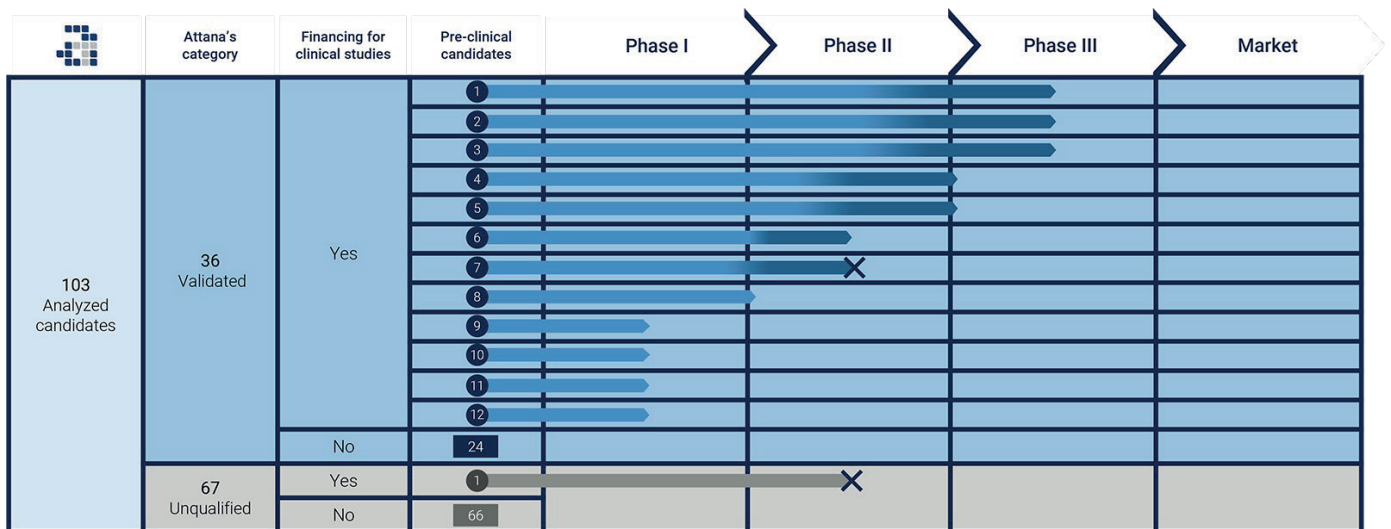 Attana's
category
Financing for
clinical studies
Pre-clinical
candidates
Phase I
Phase II
Phase III
Market
103
Analyzed
candidates
36
Validated
Yes
1
2
3
4
5
6
7
8
9
10
11
12
No
24
67
Unqualified
Yes
1
No
66